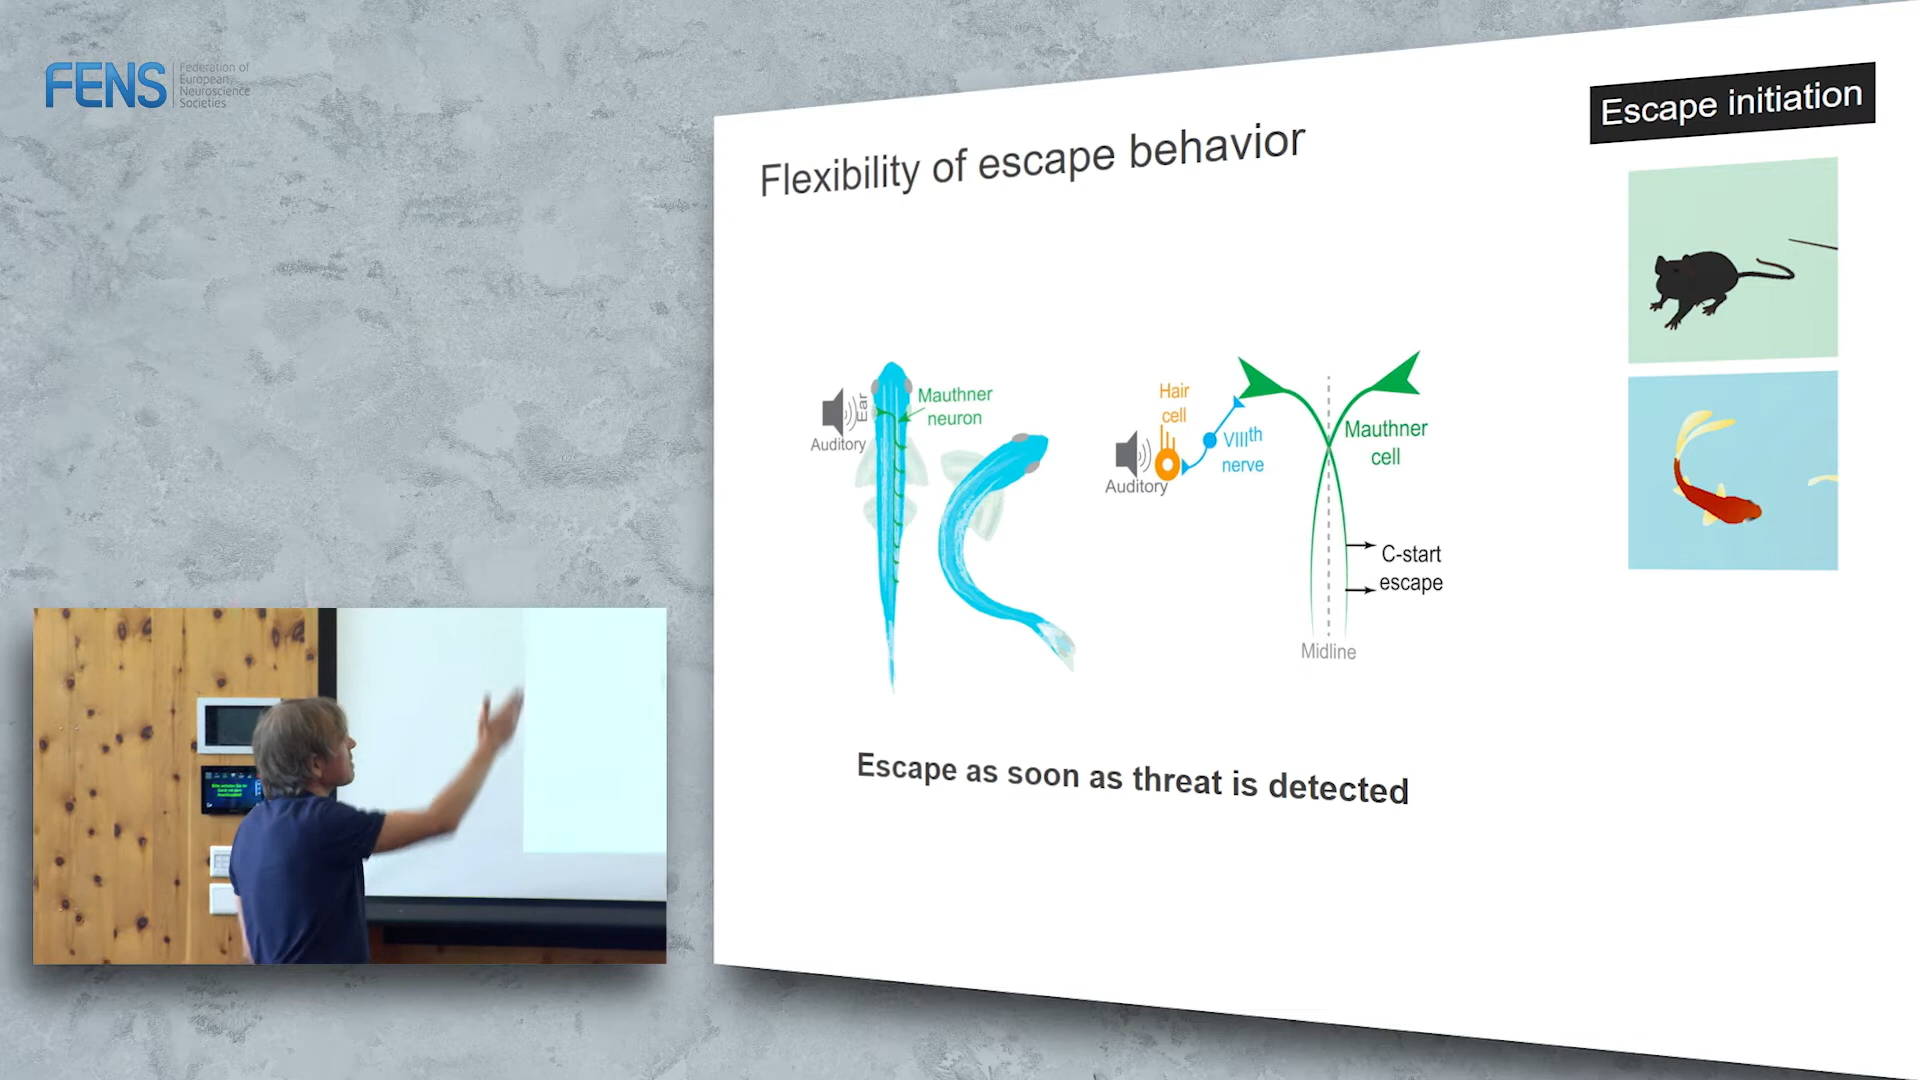 FENS
Federation of
European
Neuroscience
Societies
Escape initiation
Flexibility of escape behavior
Ear
Auditory
Mauthner
neuron
Hair
cell
VIIIth
nerve
Auditory
Mauthner
cell
C-start
escape
Midline
Escape as soon as threat is detected